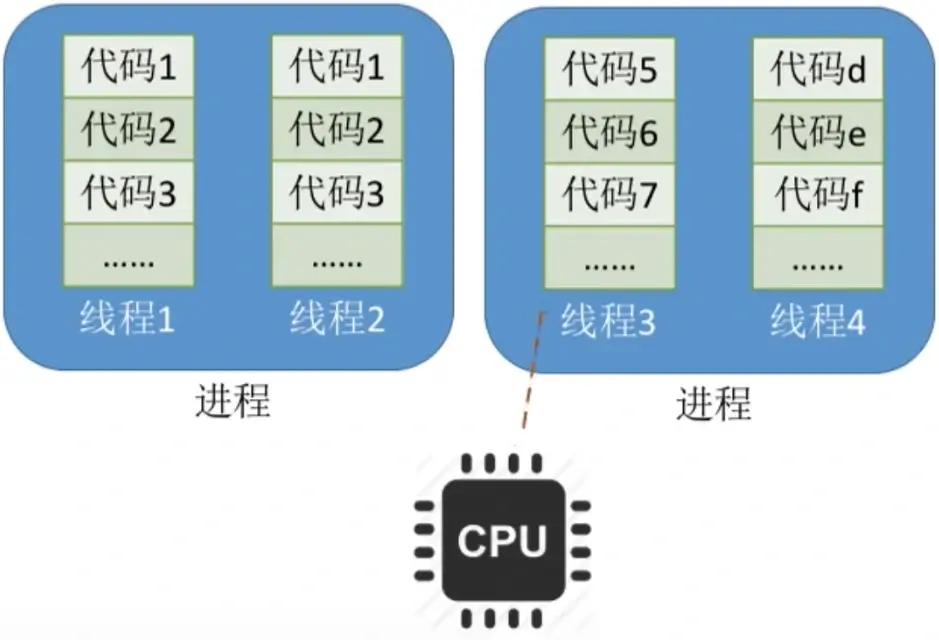 代码1
代码2
代码3
……
线程1
代码1
代码2
代码3
……
线程2
进程
代码5
代码6
代码7
……
线程3
代码d
代码e
代码f
……
线程4
进程
CPU